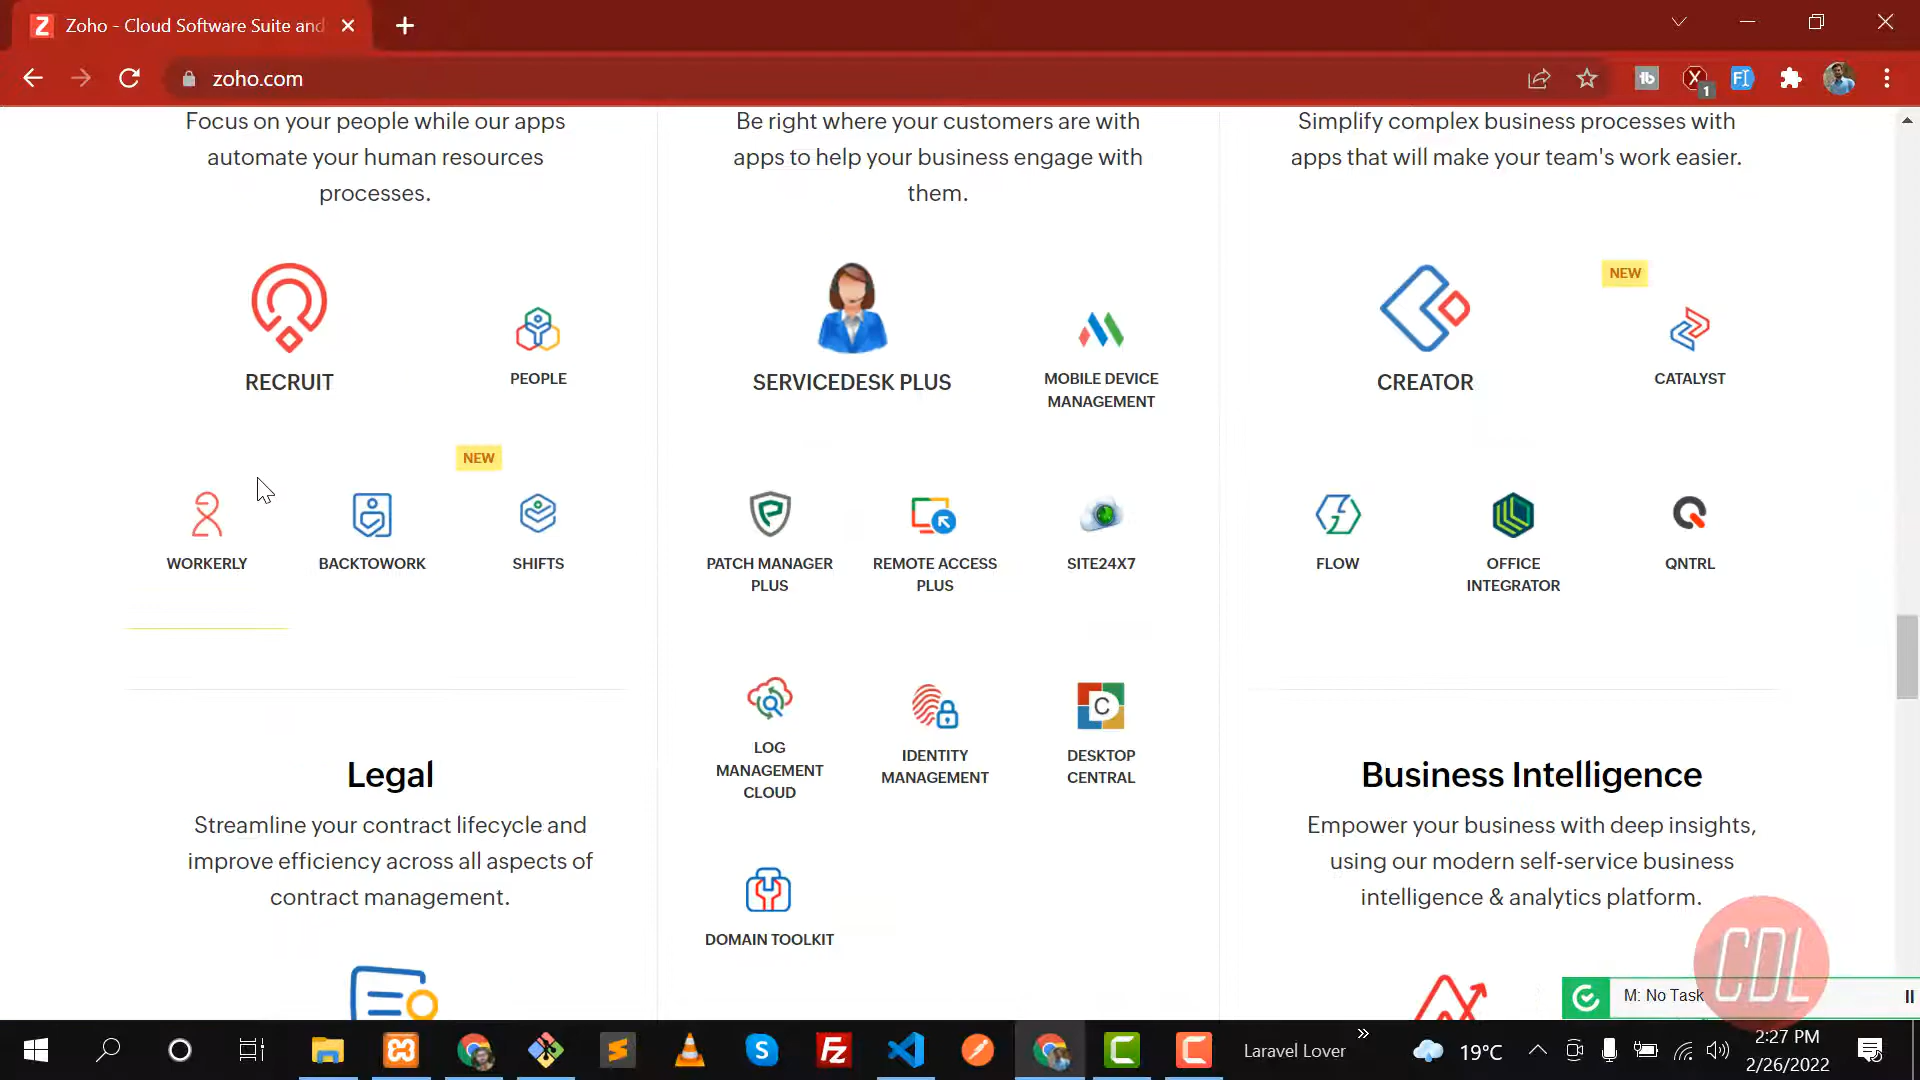 Zoho - Cloud Software Suite and
zoho.com
1
Focus on your people while our apps
automate your human resources
processes.
RECRUIT
PEOPLE
NEW
WORKERLY
BACKTOWORK
SHIFTS
Legal
Streamline your contract lifecycle and
improve efficiency across all aspects of
contract management.
Be right where your customers are with
apps to help your business engage with
them.
SERVICEDESK PLUS
MOBILE DEVICE
MANAGEMENT
PATCH MANAGER
PLUS
REMOTE ACCESS
PLUS
SITE24X7
LOG
MANAGEMENT
CLOUD
IDENTITY
MANAGEMENT
DESKTOP
CENTRAL
DOMAIN TOOLKIT
Simplify complex business processes with
apps that will make your team's work easier.
NEW
CREATOR
CATALYST
FLOW
OFFICE
INTEGRATOR
QNTRL
Business Intelligence
Empower your business with deep insights,
using our modern self-service business
intelligence & analytics platform.
CDL
M: No Task
Laravel Lover
19°C
2:27 PM
2/26/2022